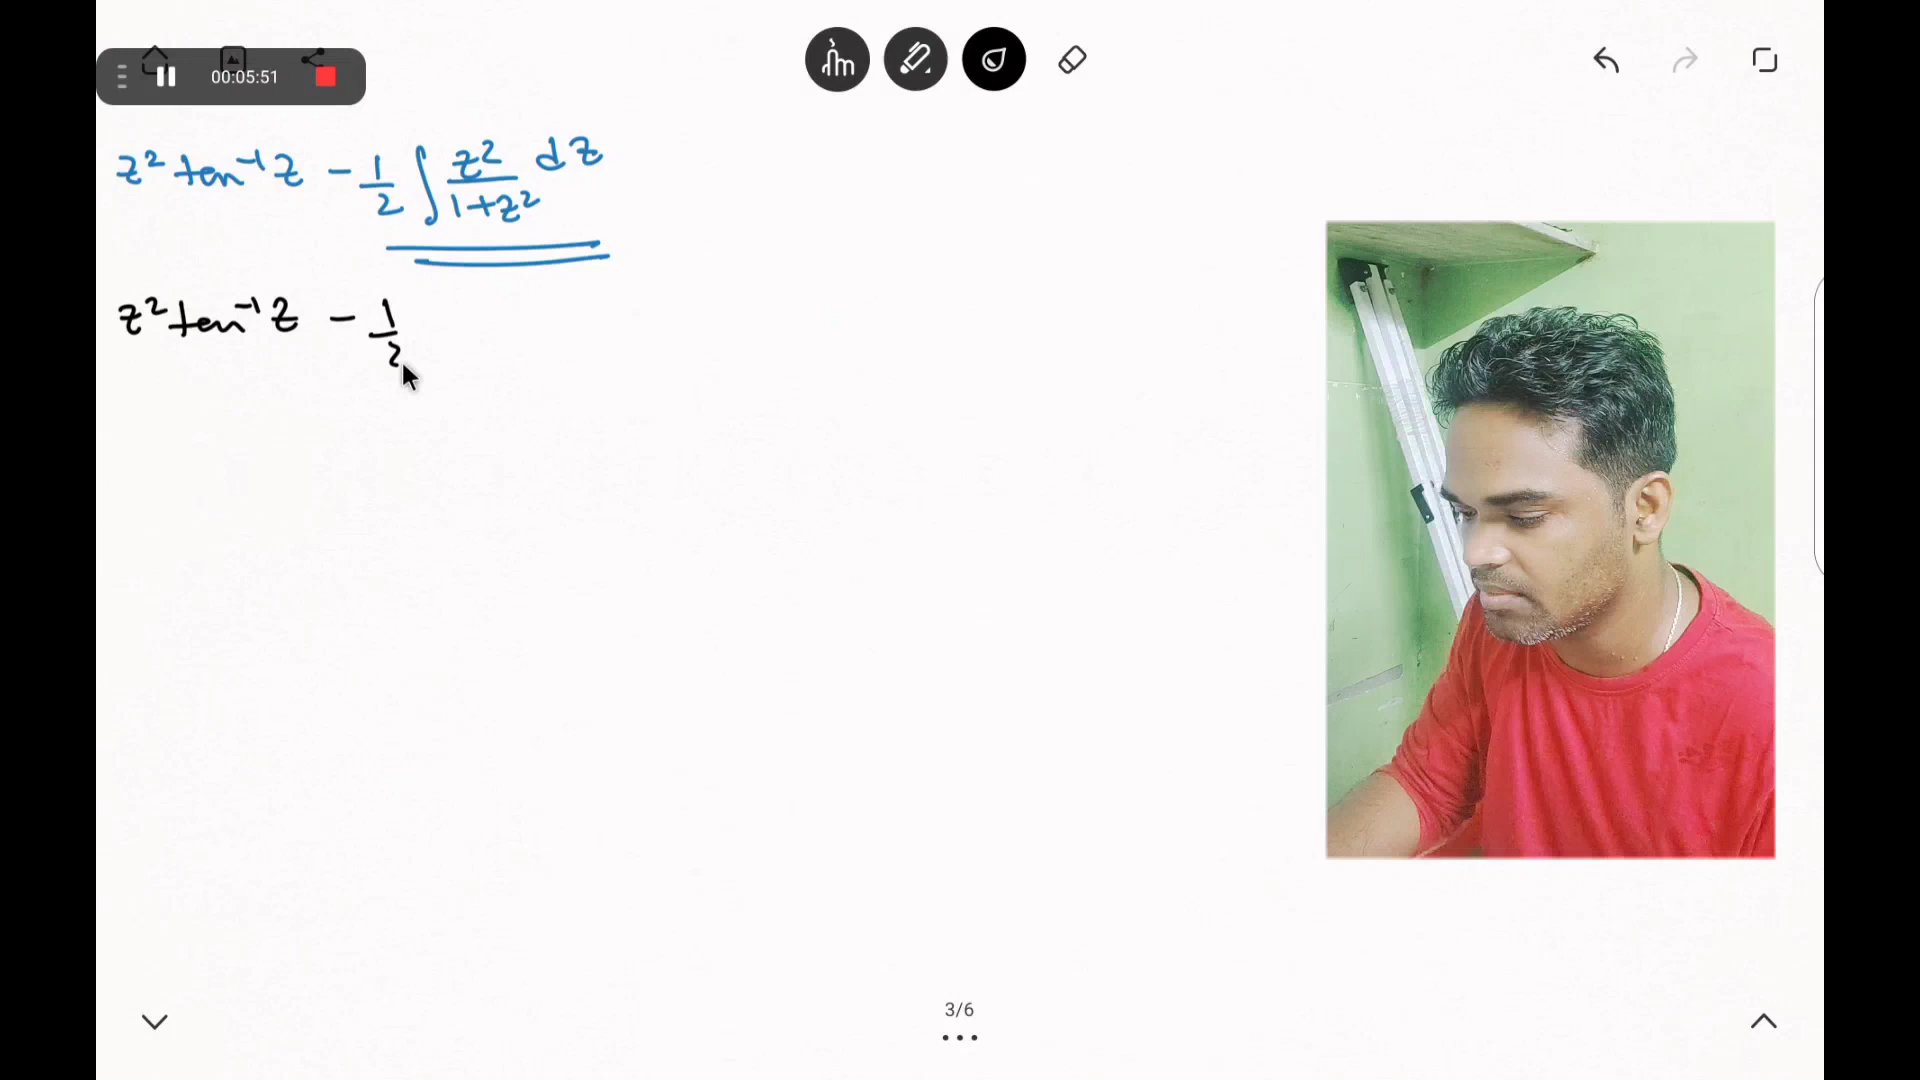 00:05:51
z² tan⁻¹ z - 1/2 ∫ z²/(1+z²) dz
z² tan⁻¹ z - 1/2
3/6